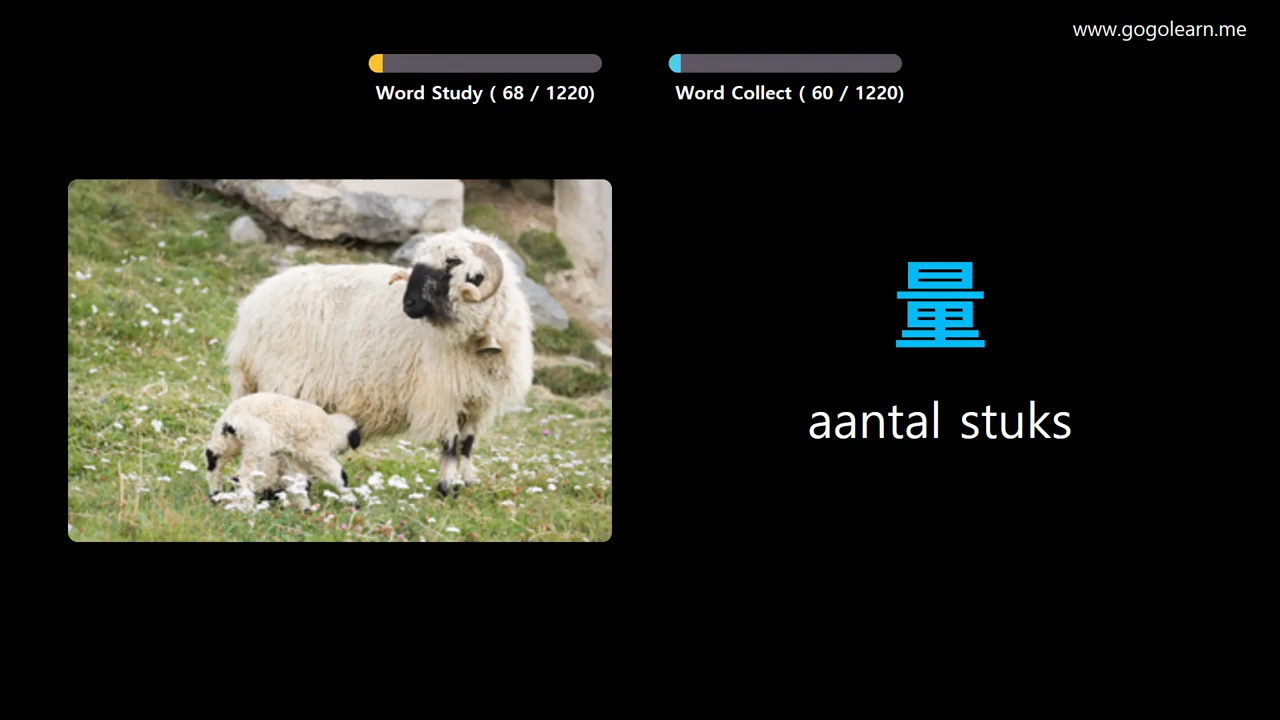 www.gogolearn.me
Word Study ( 68 / 1220)
Word Collect ( 60 / 1220)
量
aantal stuks